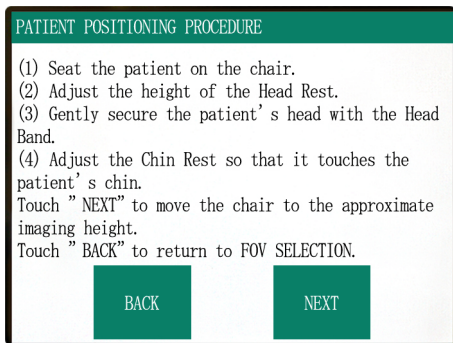 PATIENT POSITIONING PROCEDURE
(1) Seat the patient on the chair.
(2) Adjust the height of the Head Rest.
(3) Gently secure the patient's head with the Head
Band.
(4) Adjust the Chin Rest so that it touches the
patient's chin.
Touch "NEXT" to move the chair to the approximate
imaging height.
Touch "BACK" to return to FOV SELECTION.
BACK NEXT